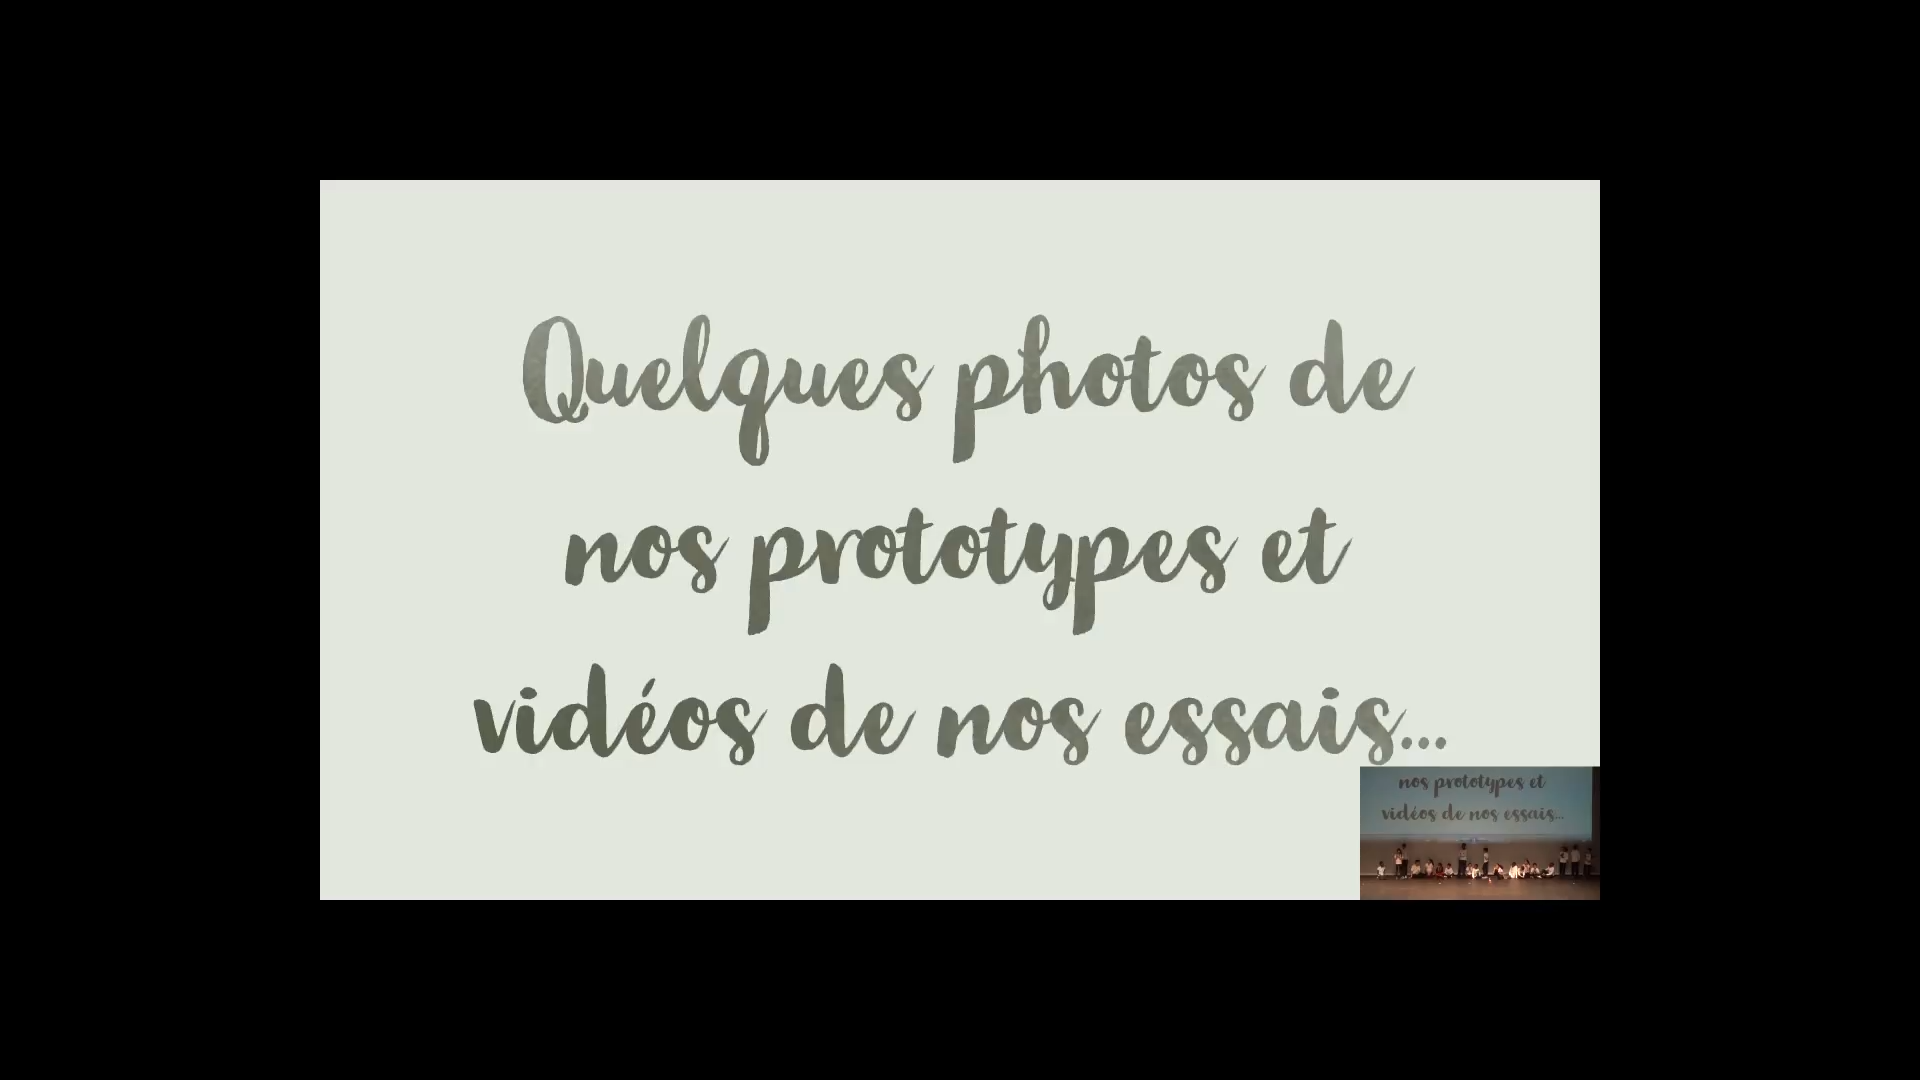 Quelques photos de
nos prototypes et
vidéos de nos essais...
nos prototypes et
vidéos de nos essais...